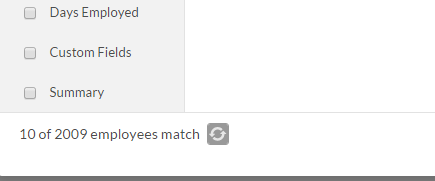 Days Employed
Custom Fields
Summary
10 of 2009 employees match